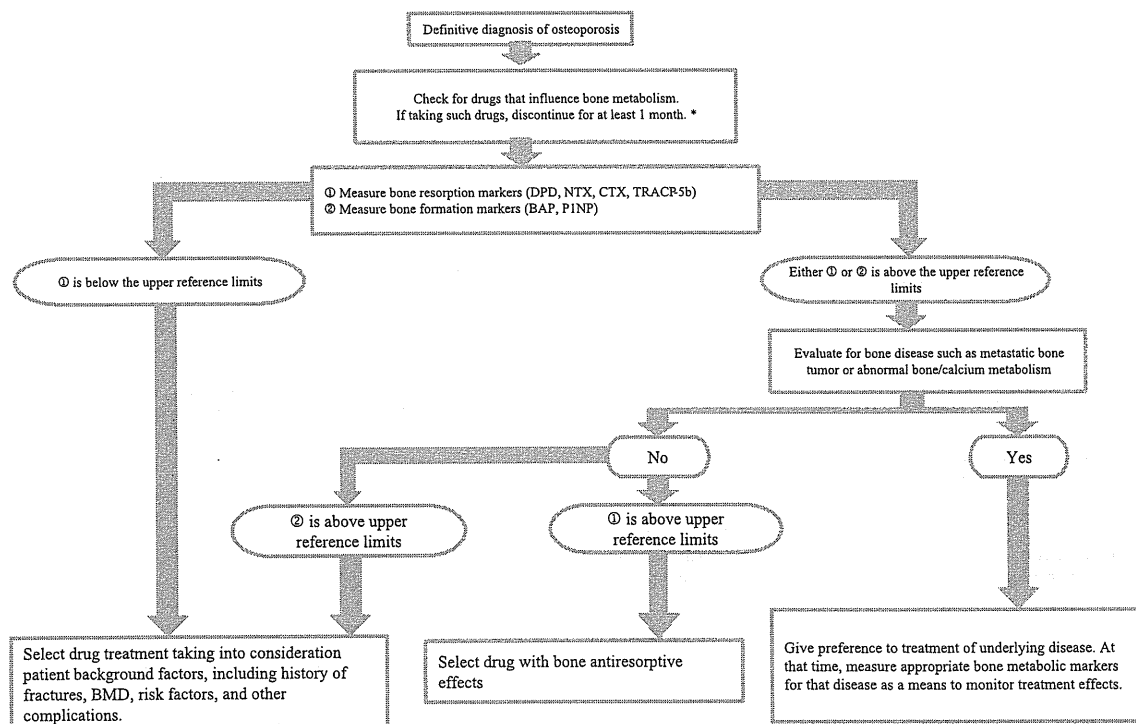 Definitive diagnosis of osteoporosis
Check for drugs that influence bone metabolism.
If taking such drugs, discontinue for at least 1 month. *
① Measure bone resorption markers (DPD, NTX, CTX, TRACP-5b)
② Measure bone formation markers (BAP, P1NP)
① is below the upper reference limits
Either ① or ② is above the upper reference
limits
Evaluate for bone disease such as metastatic bone
tumor or abnormal bone/calcium metabolism
No
Yes
② is above upper
reference limits
① is above upper
reference limits
Select drug treatment taking into consideration
patient background factors, including history of
fractures, BMD, risk factors, and other
complications.
Select drug with bone antiresorptive
effects
Give preference to treatment of underlying disease. At
that time, measure appropriate bone metabolic markers
for that disease as a means to monitor treatment effects.